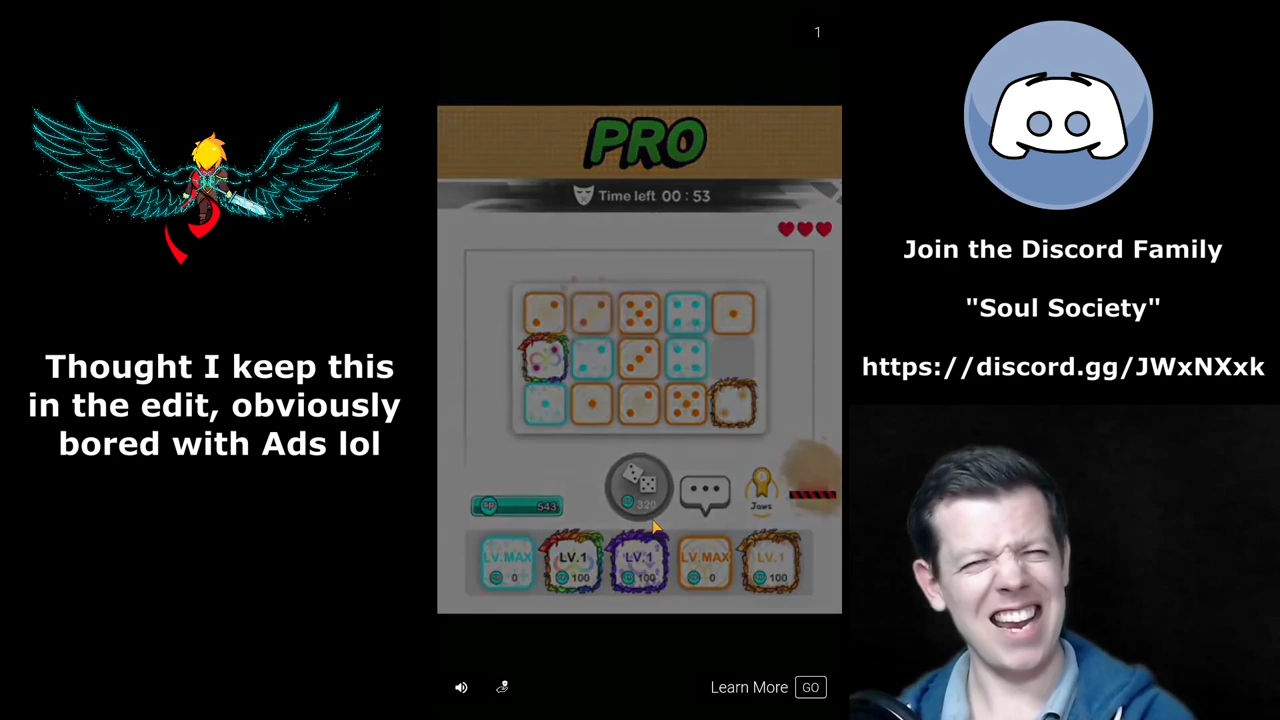 1
PRO
Time left 00 : 53
Join the Discord Family
"Soul Society"
https://discord.gg/JWxNXxk
Thought I keep this
in the edit, obviously
bored with Ads lol
SP 543
320
Jaws
LV.MAX LV.1 LV.1 LV.MAX LV.1
0 100 100 0 100
Learn More GO